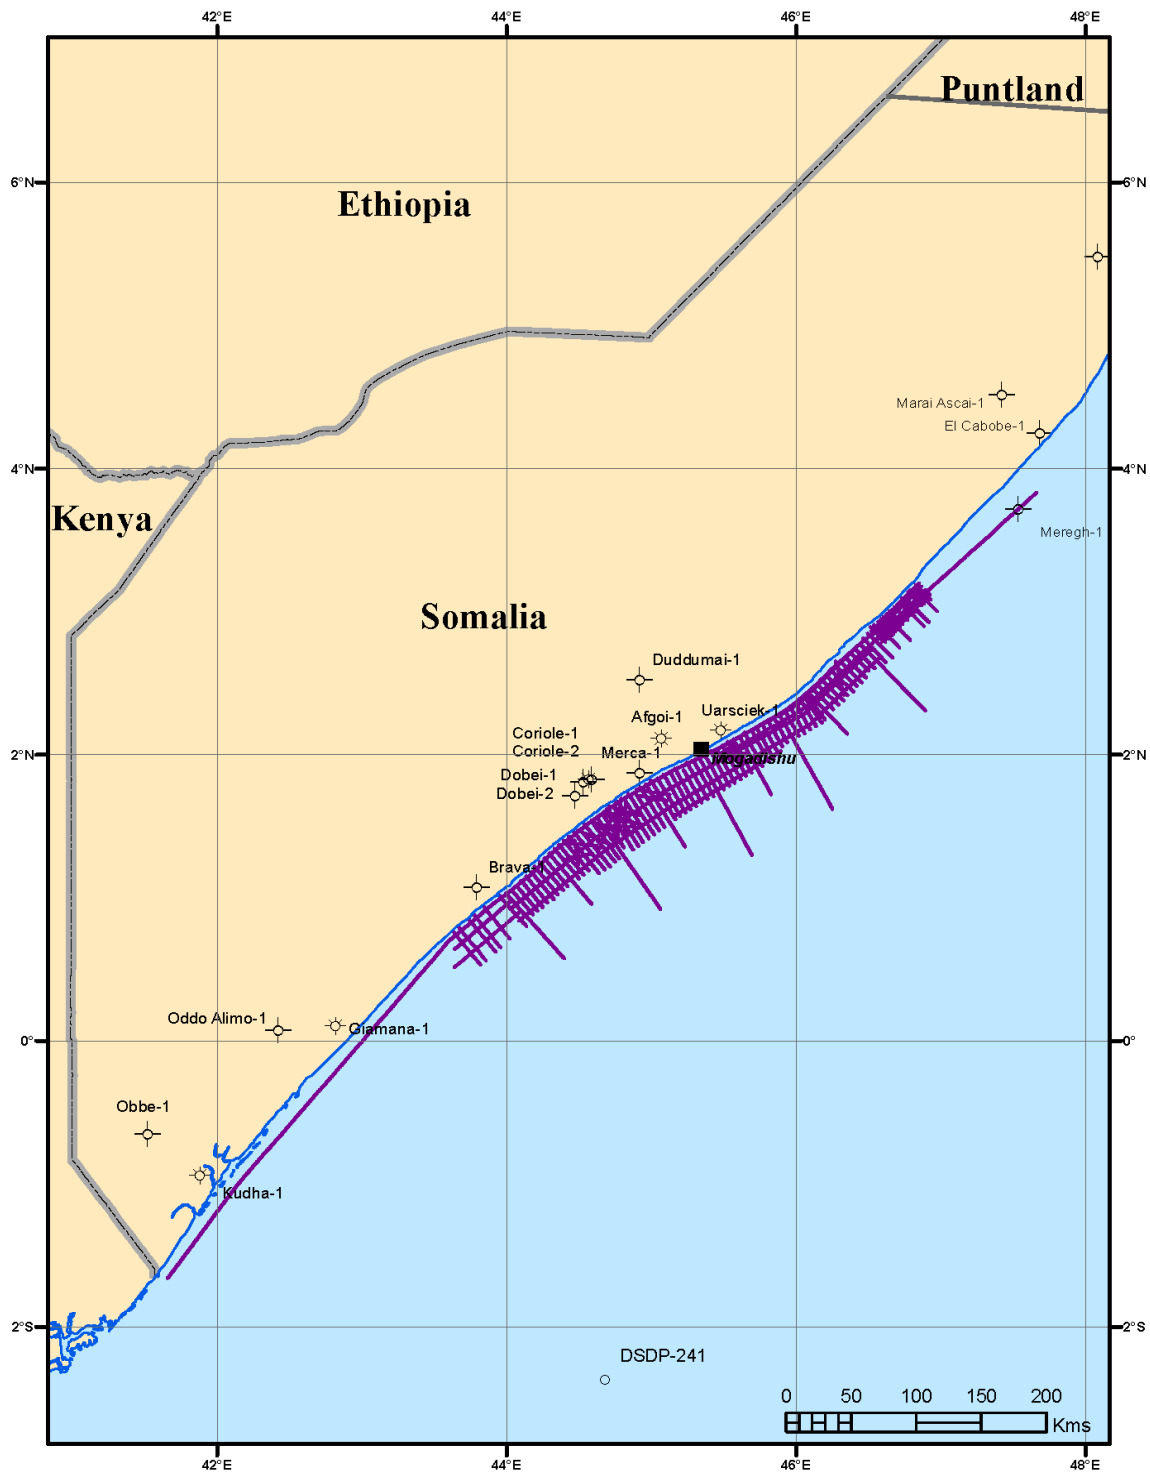 42°E 44°E 46°E 48°E
Puntland
6°N 6°N
Ethiopia
Marai Ascai-1
El Cabobe-1
4°N 4°N
Kenya
Meregh-1
Somalia
Duddumai-1
Uarsciek-1
Afgoi-1
Coriole-1
Coriole-2
Merca-1
2°N 2°N
Mogadishu
Dobei-1
Dobei-2
Brava-1
Oddo Alimo-1
Giamana-1
0° 0°
Obbe-1
Kudha-1
2°S 2°S
DSDP-241
0 50 100 150 200
Kms
42°E 44°E 46°E 48°E